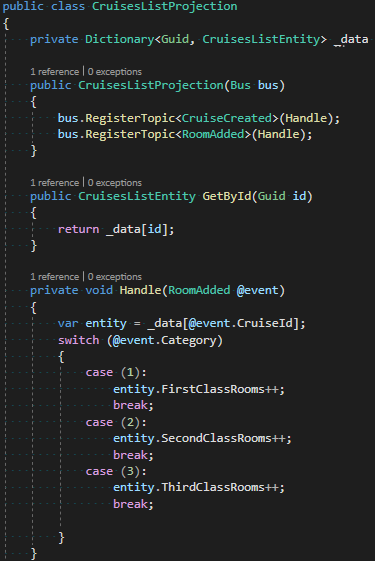 public class CruisesListProjection
{
private Dictionary<Guid, CruisesListEntity> _data
1 reference | 0 exceptions
public CruisesListProjection(Bus bus)
{
bus.RegisterTopic<CruiseCreated>(Handle);
bus.RegisterTopic<RoomAdded>(Handle);
}
1 reference | 0 exceptions
public CruisesListEntity GetById(Guid id)
{
return _data[id];
}
1 reference | 0 exceptions
private void Handle(RoomAdded @event)
{
var entity = _data[@event.CruiseId];
switch (@event.Category)
{
case (1):
entity.FirstClassRooms++;
break;
case (2):
entity.SecondClassRooms++;
break;
case (3):
entity.ThirdClassRooms++;
break;
}
}